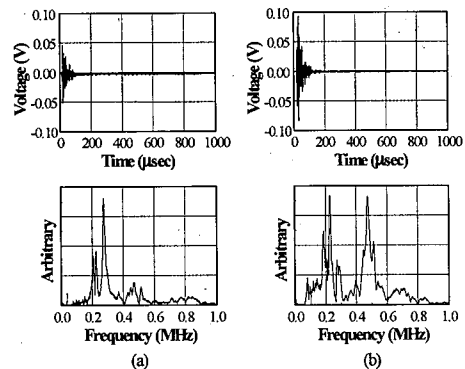 Voltage (V)
0.10
0.05
0.00
-0.05
-0.10
0 200 400 600 800 1000
Time (μsec)
Arbitrary
0.0 0.2 0.4 0.6 0.8 1.0
Frequency (MHz)
(a)
Voltage (V)
0.10
0.05
0.00
-0.05
-0.10
0 200 400 600 800 1000
Time (μsec)
Arbitrary
0.0 0.2 0.4 0.6 0.8 1.0
Frequency (MHz)
(b)